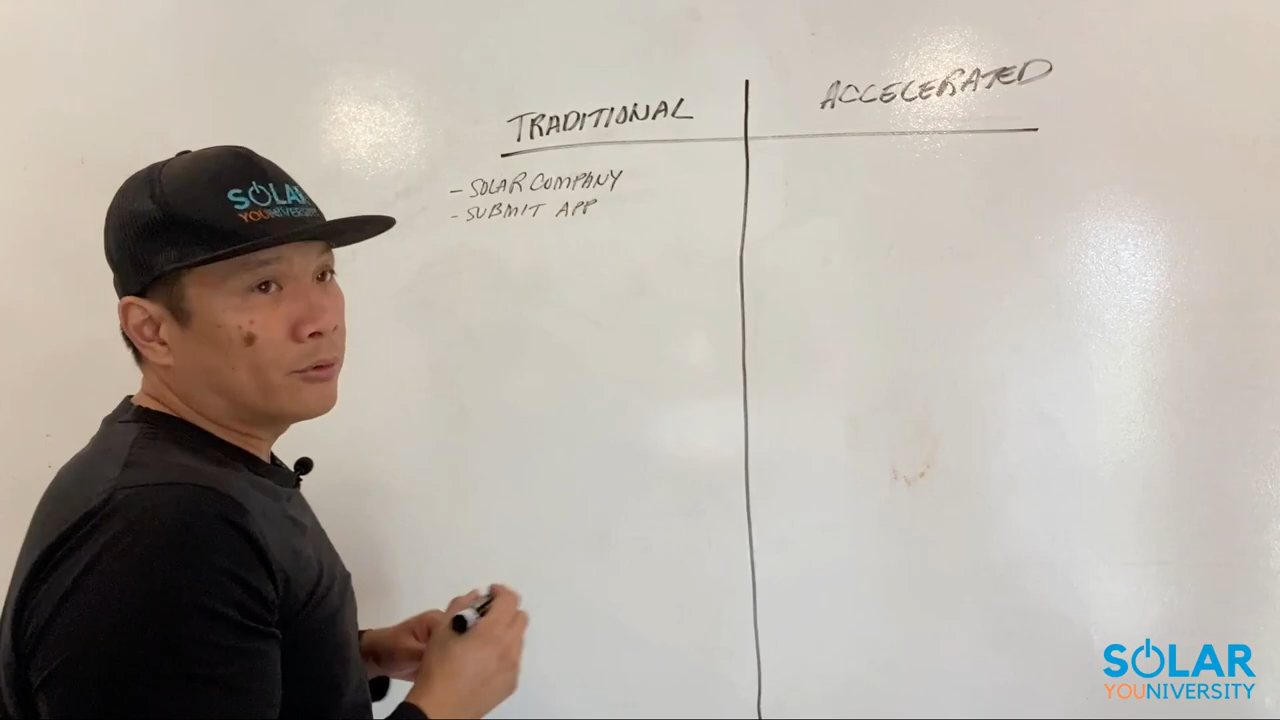 TRADITIONAL
ACCELERATED
- SOLAR COMPANY
- SUBMIT APP
SOLAR
YOUNIVERSITY
SOLAR
YOUNIVERSITY